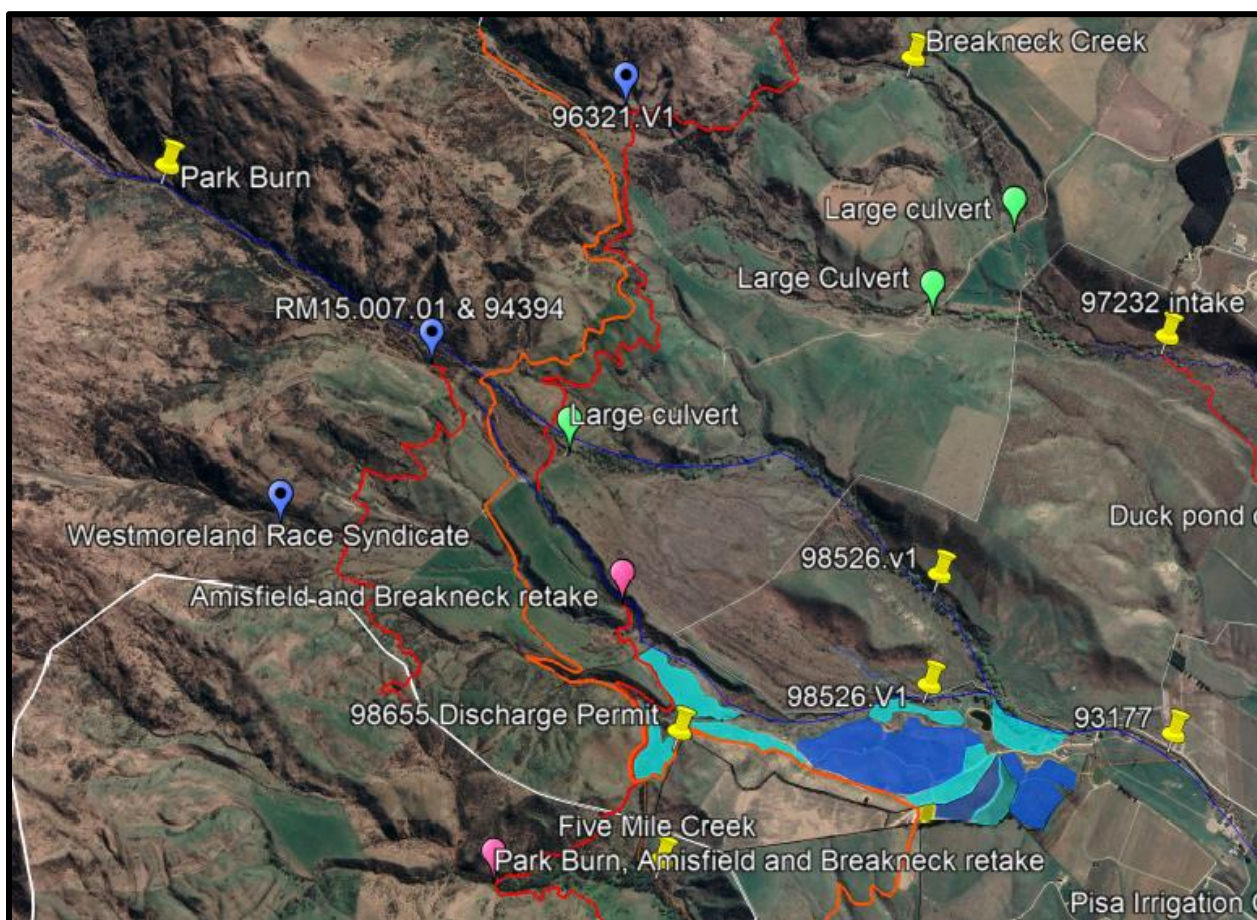 Breakneck Creek
96321.V1
Park Burn
Large culvert
Large Culvert
97232 intake
RM15.007.01 & 94394
Large culvert
Duck pond
Westmoreland Race Syndicate
98526.v1
Amisfield and Breakneck retake
98526.V1
98655 Discharge Permit
93177
Five Mile Creek
Park Burn, Amisfield and Breakneck retake
Pisa Irrigation